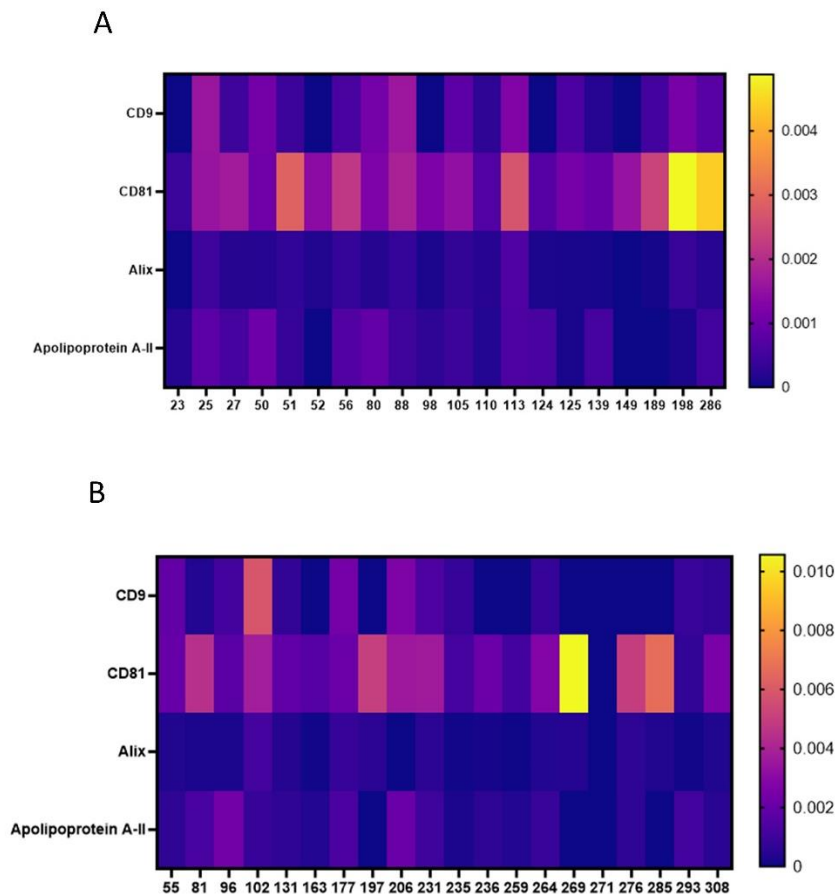 A
CD9
CD81
Alix
Apolipoprotein A-II
23 25 27 50 51 52 56 80 88 98 105 110 113 124 125 139 149 189 198 286
0.004
0.003
0.002
0.001
0
B
CD9
CD81
Alix
Apolipoprotein A-II
55 81 96 102 131 163 177 197 206 231 235 236 259 264 269 271 276 285 293 308
0.010
0.008
0.006
0.004
0.002
0